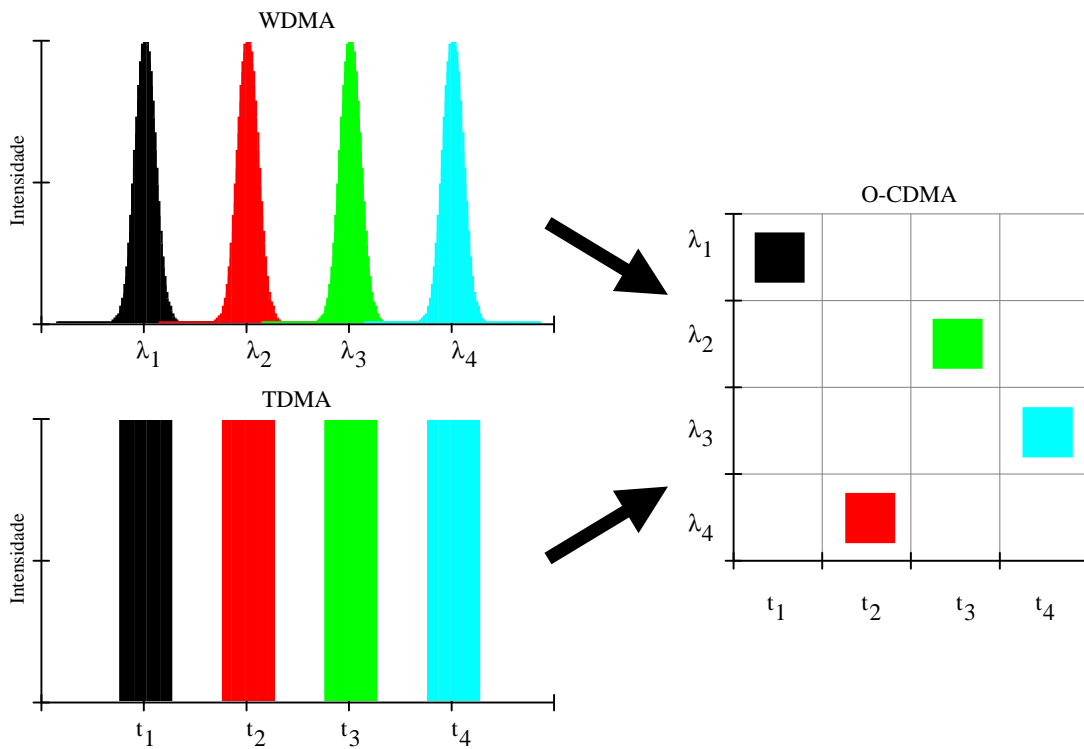 WDMA
Intensidade
λ1 λ2 λ3 λ4
TDMA
Intensidade
t1 t2 t3 t4
O-CDMA
λ1
λ2
λ3
λ4
t1 t2 t3 t4